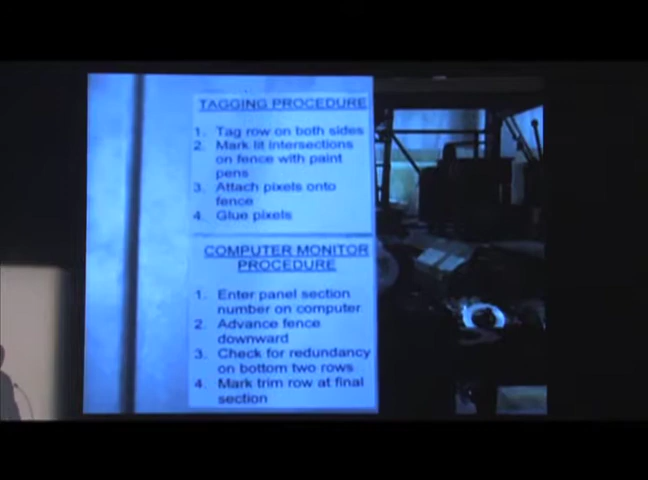 TAGGING PROCEDURE
1. Tag row on both sides
2. Mark lit intersections
on fence with paint
pens
3. Attach pixels onto
fence
4. Glue pixels
COMPUTER MONITOR
PROCEDURE
1. Enter panel section
number on computer
2. Advance fence
downward
3. Check for redundancy
on bottom two rows
4. Mark trim row at final
section